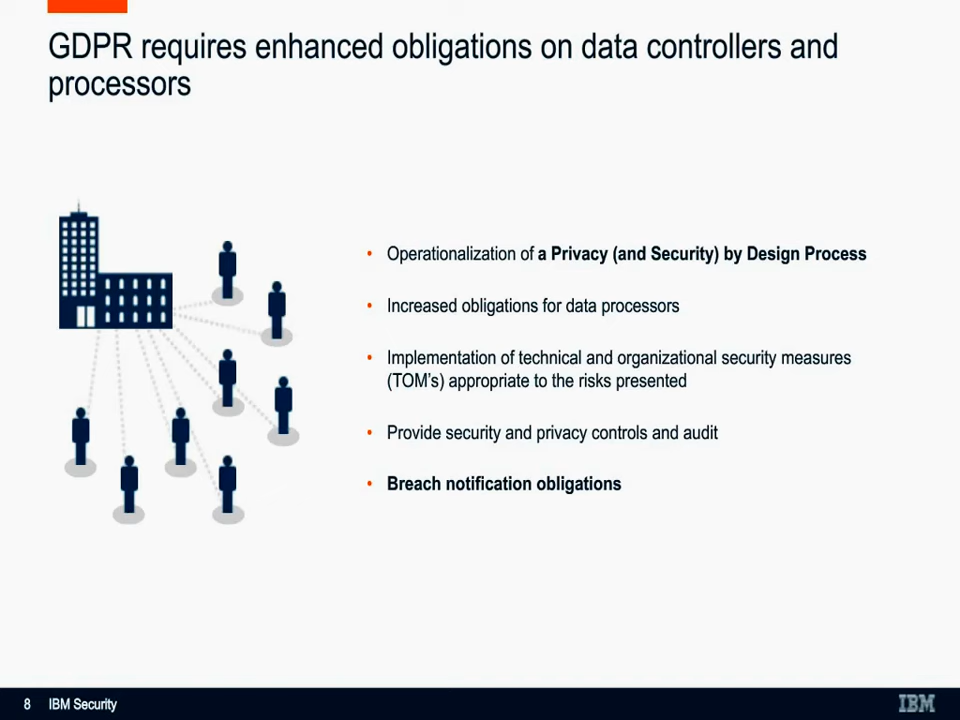 GDPR requires enhanced obligations on data controllers and
processors
• Operationalization of a Privacy (and Security) by Design Process
• Increased obligations for data processors
• Implementation of technical and organizational security measures
(TOM's) appropriate to the risks presented
• Provide security and privacy controls and audit
• Breach notification obligations
8 IBM Security
IBM